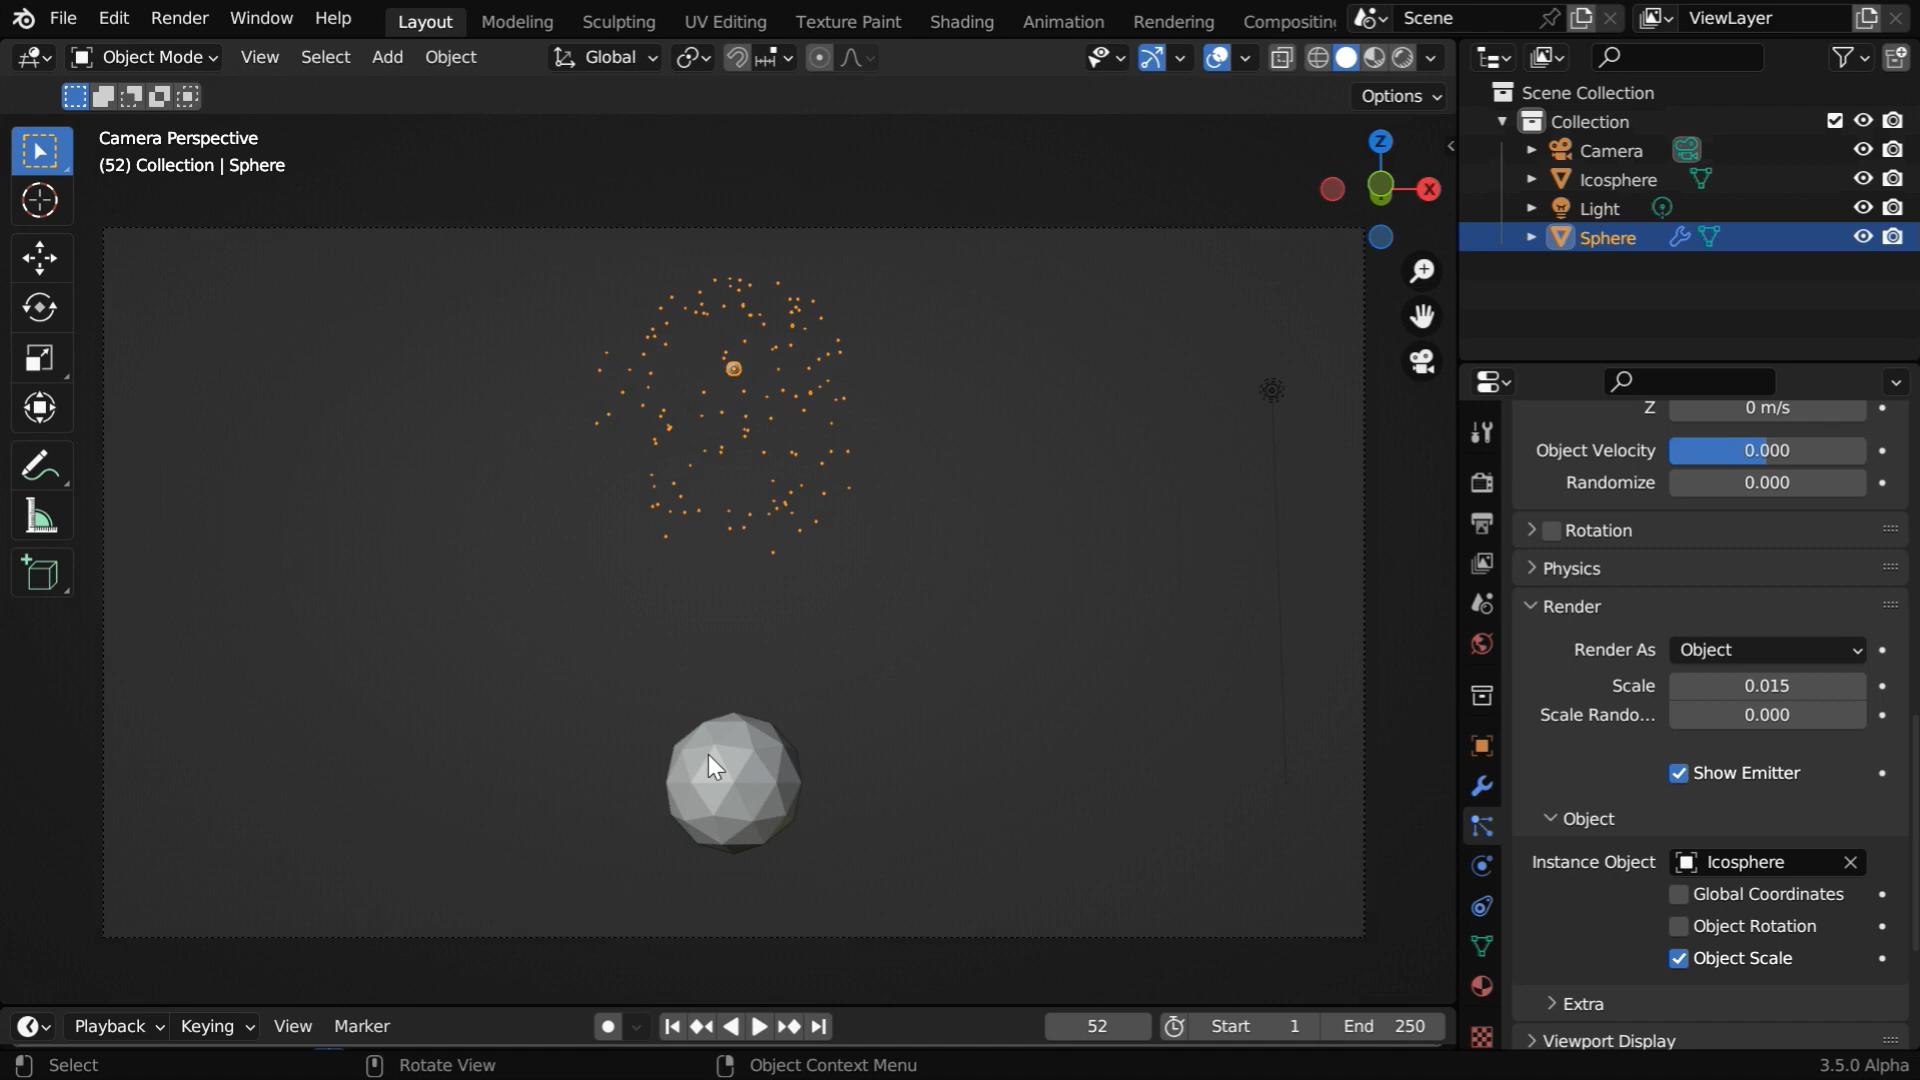 File Edit Render Window Help Layout Modeling Sculpting UV Editing Texture Paint Shading Animation Rendering Compositin Scene ViewLayer
Object Mode View Select Add Object Global
Options
Camera Perspective
(52) Collection | Sphere
Z
X
Scene Collection
Collection
Camera
Icosphere
Light
Sphere
Z 0 m/s
Object Velocity 0.000
Randomize 0.000
Rotation
Physics
Render
Render As Object
Scale 0.015
Scale Rando... 0.000
Show Emitter
Object
Instance Object Icosphere
Global Coordinates
Object Rotation
Object Scale
Extra
Viewport Display
Playback Keying View Marker 52 Start 1 End 250
Select Rotate View Object Context Menu 3.5.0 Alpha